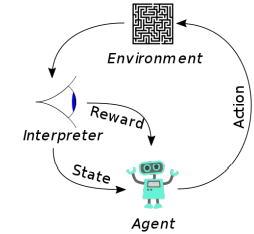 Environment
Reward
Interpreter
Action
State
Agent